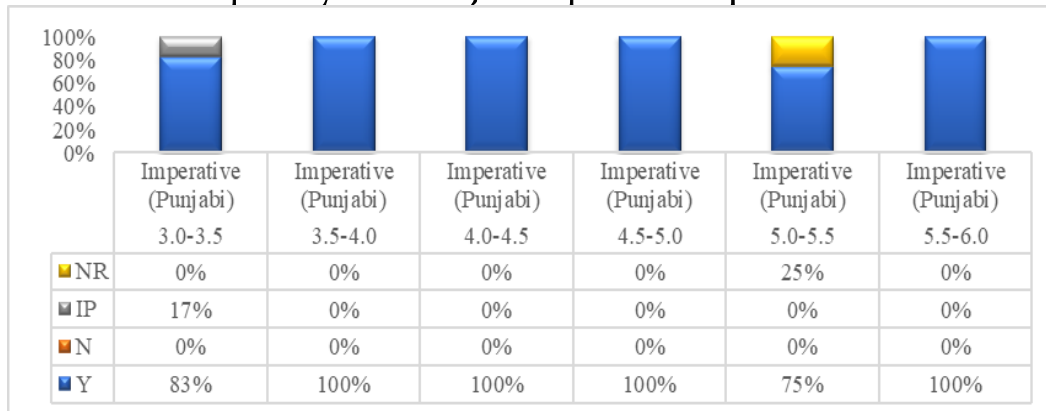 100%
80%
60%
40%
20%
0%
Imperative (Punjabi) Imperative (Punjabi) Imperative (Punjabi) Imperative (Punjabi) Imperative (Punjabi) Imperative (Punjabi)
3.0-3.5 3.5-4.0 4.0-4.5 4.5-5.0 5.0-5.5 5.5-6.0
NR 0% 0% 0% 0% 25% 0%
IP 17% 0% 0% 0% 0% 0%
N 0% 0% 0% 0% 0% 0%
Y 83% 100% 100% 100% 75% 100%